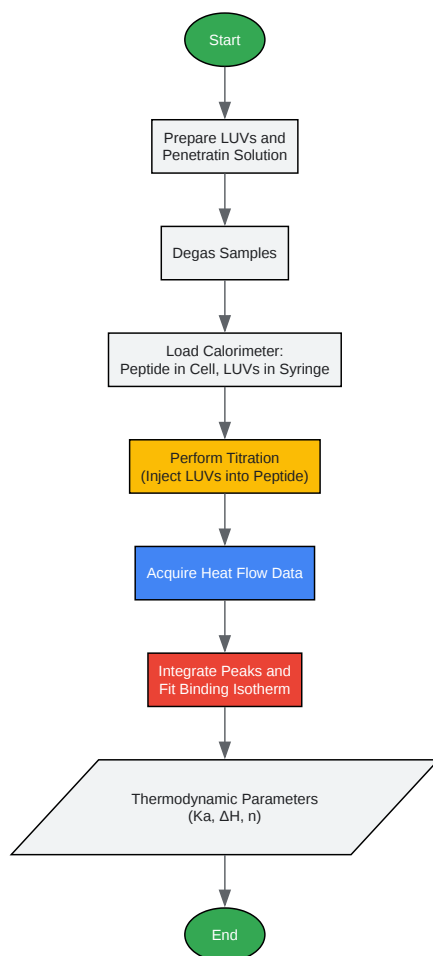 Start
Prepare LUVs and
Penetratin Solution
Degas Samples
Load Calorimeter:
Peptide in Cell, LUVs in Syringe
Perform Titration
(Inject LUVs into Peptide)
Acquire Heat Flow Data
Integrate Peaks and
Fit Binding Isotherm
Thermodynamic Parameters
(Ka, ΔH, n)
End